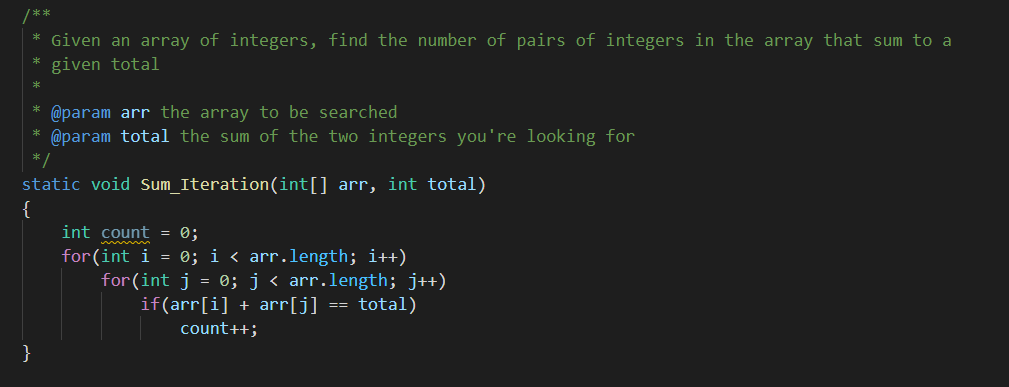 /**
 * Given an array of integers, find the number of pairs of integers in the array that sum to a
 * given total
 *
 * @param arr the array to be searched
 * @param total the sum of the two integers you're looking for
 */
static void Sum_Iteration(int[] arr, int total)
{
    int count = 0;
    for(int i = 0; i < arr.length; i++)
        for(int j = 0; j < arr.length; j++)
            if(arr[i] + arr[j] == total)
                count++;
}